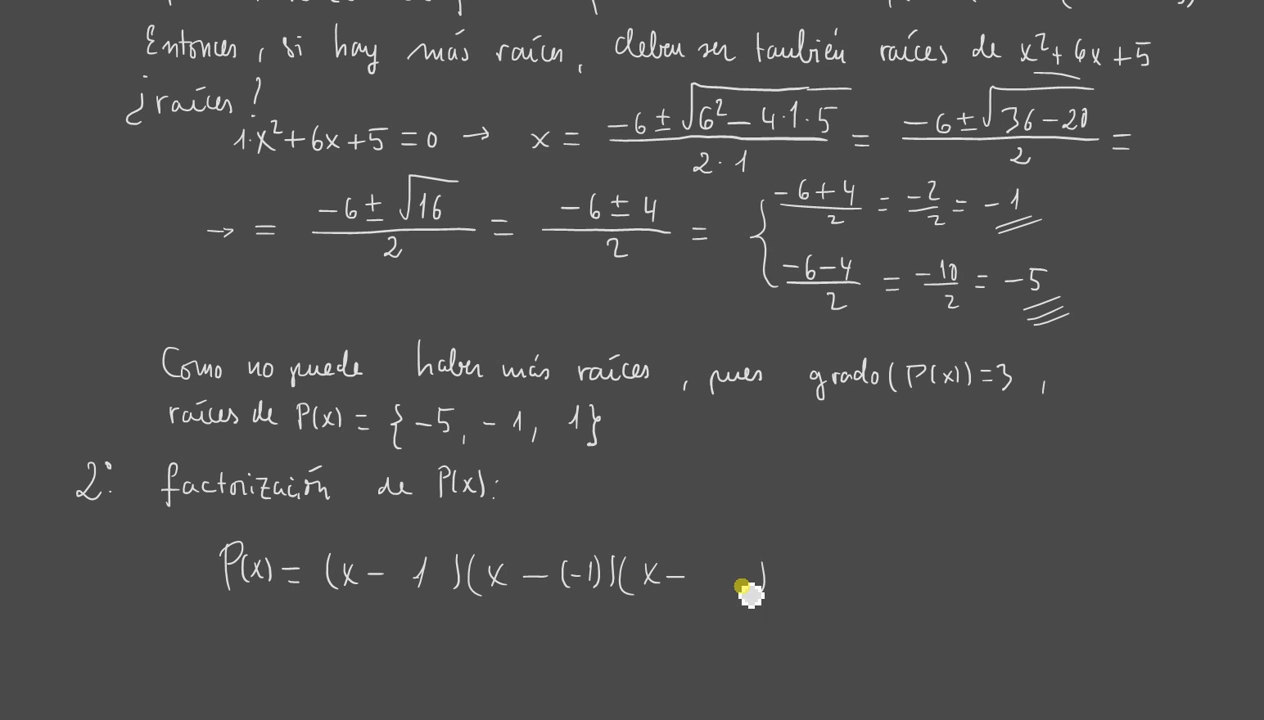 Entonces, si hay más raíces, deben ser también raíces de x²+6x+5
¿raíces?
1·x²+6x+5=0 → x = (-6±√(6²-4·1·5))/(2·1) = (-6±√(36-20))/2 =
→ = (-6±√16)/2 = (-6±4)/2 = { (-6+4)/2 = -2/2 = -1
(-6-4)/2 = -10/2 = -5
Como no puede haber más raíces, pues grado(P(x))=3,
raíces de P(x) = {-5, -1, 1}
2º. factorización de P(x):
P(x) = (x- 1)(x-(-1))(x- )